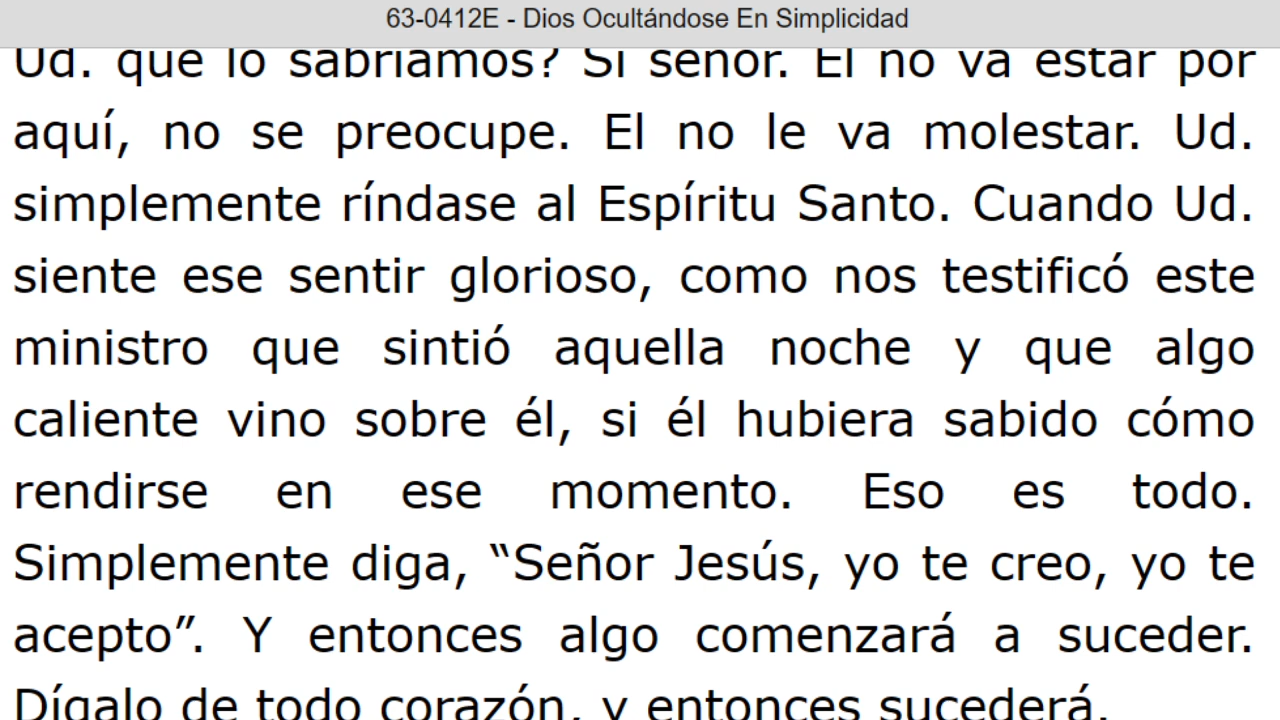 63-0412E - Dios Ocultándose En Simplicidad
Ud. que lo sabríamos? Sí señor. El no va estar por
aquí, no se preocupe. El no le va molestar. Ud.
simplemente ríndase al Espíritu Santo. Cuando Ud.
siente ese sentir glorioso, como nos testificó este
ministro que sintió aquella noche y que algo
caliente vino sobre él, si él hubiera sabido cómo
rendirse en ese momento. Eso es todo.
Simplemente diga, “Señor Jesús, yo te creo, yo te
acepto”. Y entonces algo comenzará a suceder.
Dígalo de todo corazón, y entonces sucederá.